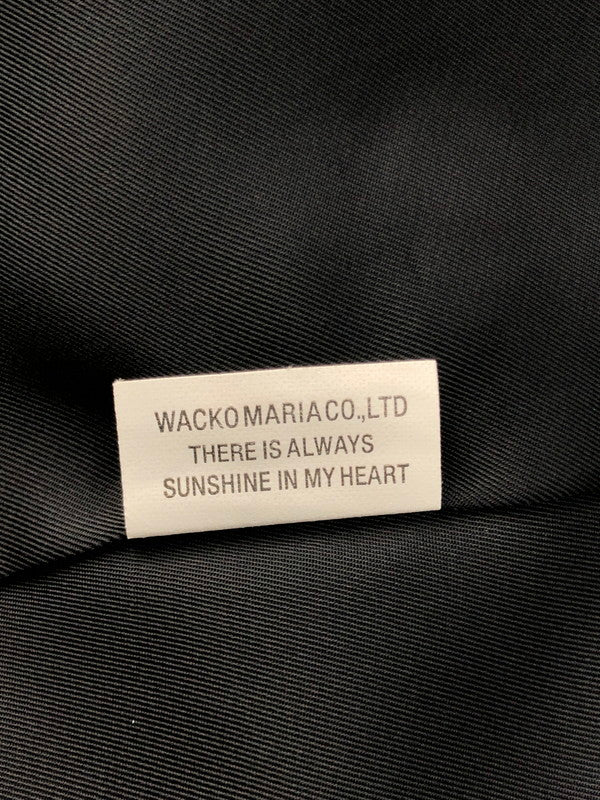 WACKO MARIA CO.,LTD
THERE IS ALWAYS
SUNSHINE IN MY HEART